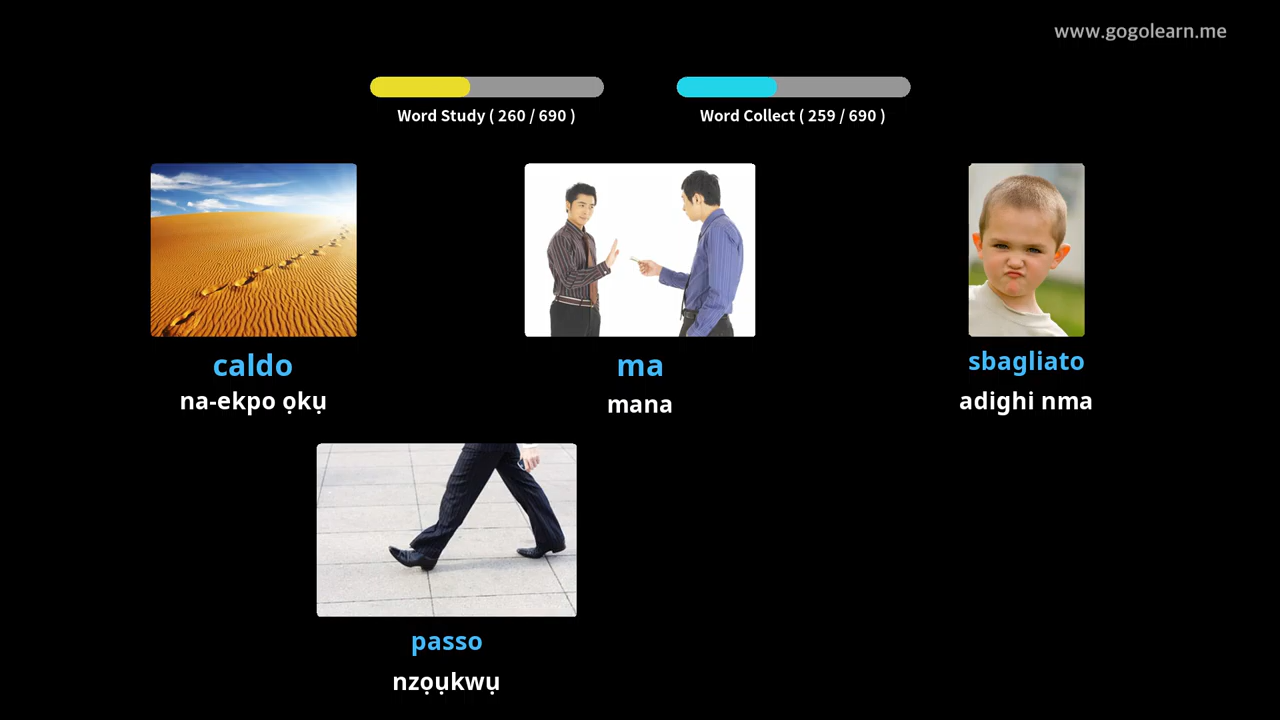 www.gogolearn.me
Word Study ( 260 / 690 )
Word Collect ( 259 / 690 )
caldo
na-ekpo ọkụ
ma
mana
sbagliato
adighi nma
passo
nzọụkwụ